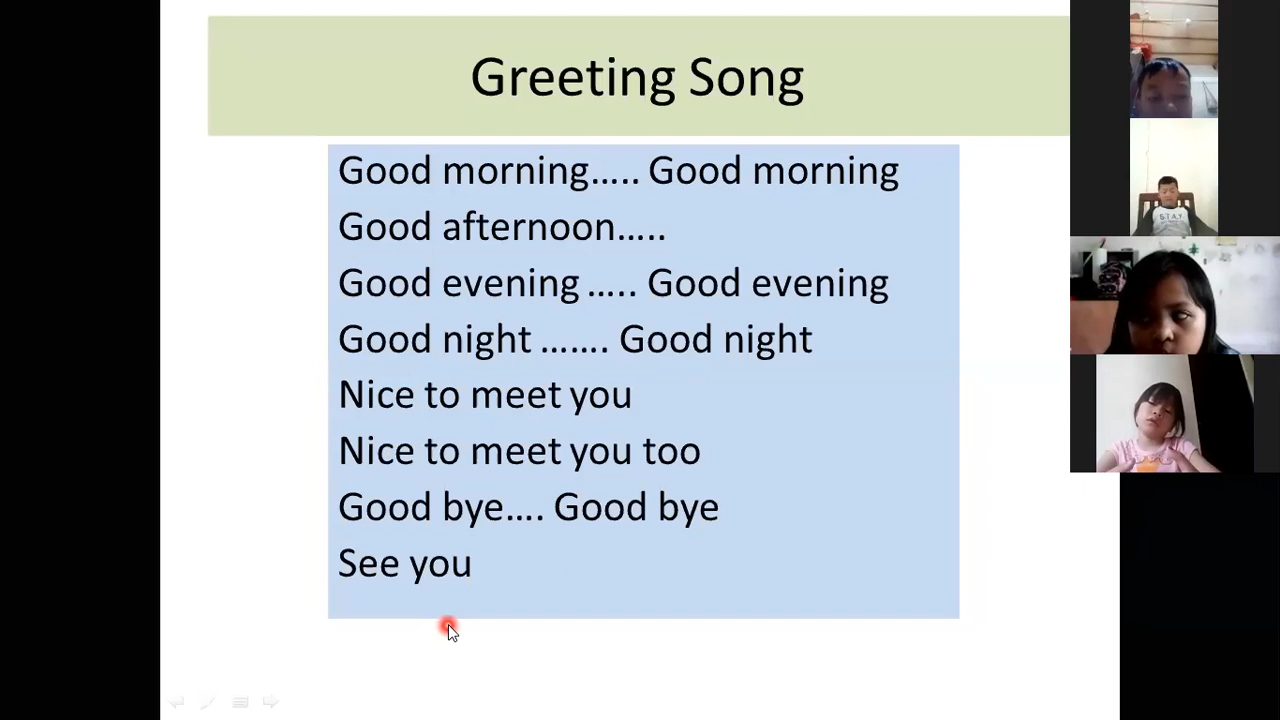 Greeting Song
Good morning….. Good morning
Good afternoon…..
Good evening ….. Good evening
Good night ……. Good night
Nice to meet you
Nice to meet you too
Good bye…. Good bye
See you
S.T.A.Y